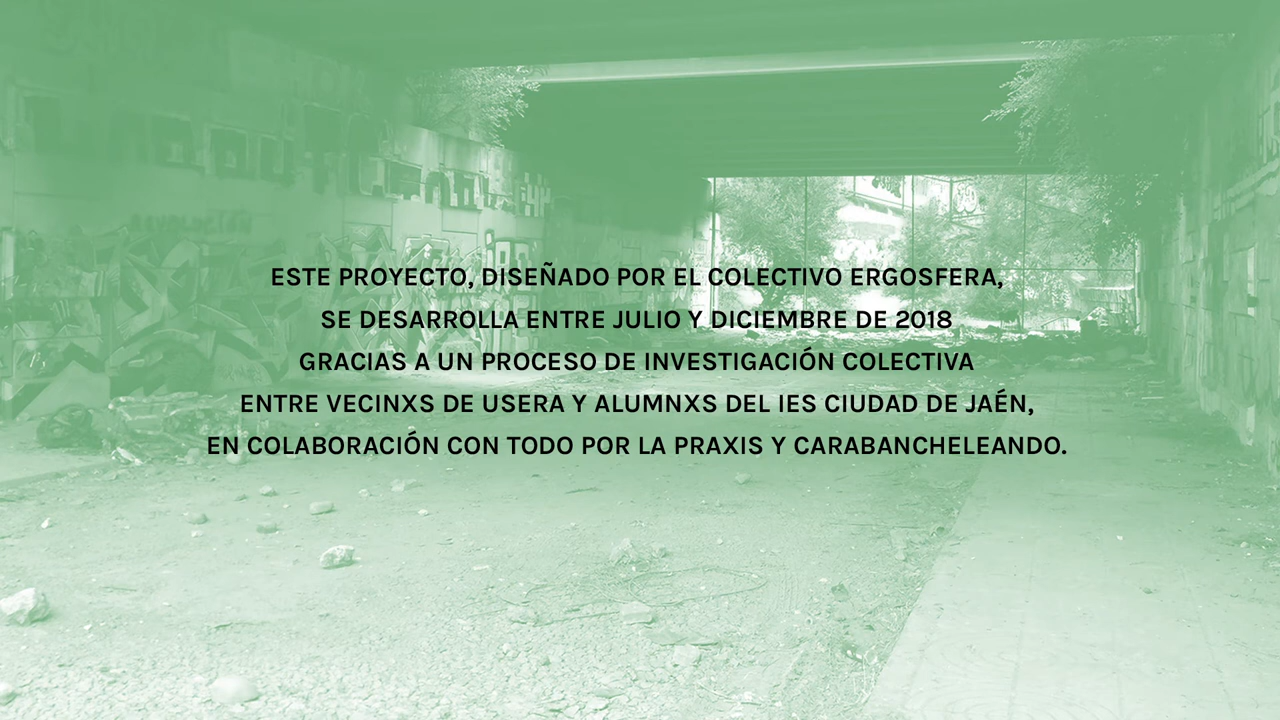 ESTE PROYECTO, DISEÑADO POR EL COLECTIVO ERGOSFERA,
SE DESARROLLA ENTRE JULIO Y DICIEMBRE DE 2018
GRACIAS A UN PROCESO DE INVESTIGACIÓN COLECTIVA
ENTRE VECINXS DE USERA Y ALUMNXS DEL IES CIUDAD DE JAÉN,
EN COLABORACIÓN CON TODO POR LA PRAXIS Y CARABANCHELEANDO.